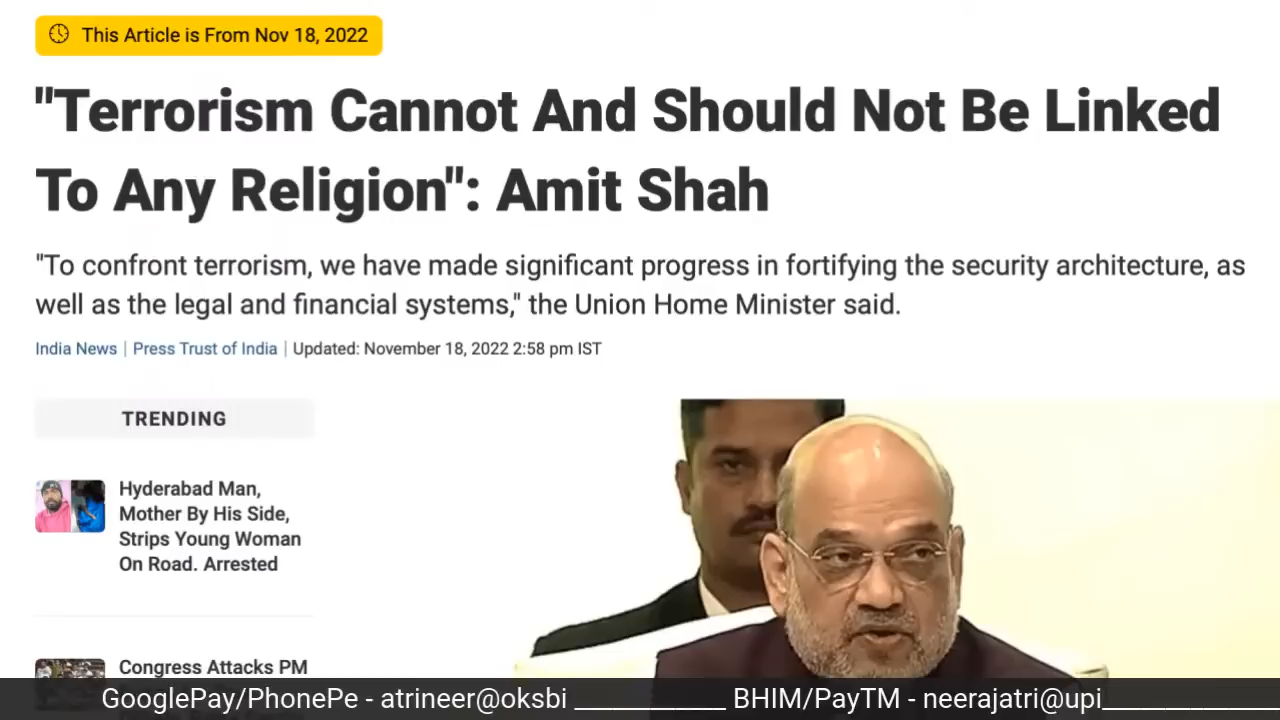 This Article is From Nov 18, 2022
"Terrorism Cannot And Should Not Be Linked
To Any Religion": Amit Shah
"To confront terrorism, we have made significant progress in fortifying the security architecture, as
well as the legal and financial systems," the Union Home Minister said.
India News | Press Trust of India | Updated: November 18, 2022 2:58 pm IST
TRENDING
Hyderabad Man,
Mother By His Side,
Strips Young Woman
On Road. Arrested
Congress Attacks PM
GooglePay/PhonePe - atrineer@oksbi ____________ BHIM/PayTM - neerajatri@upi______________